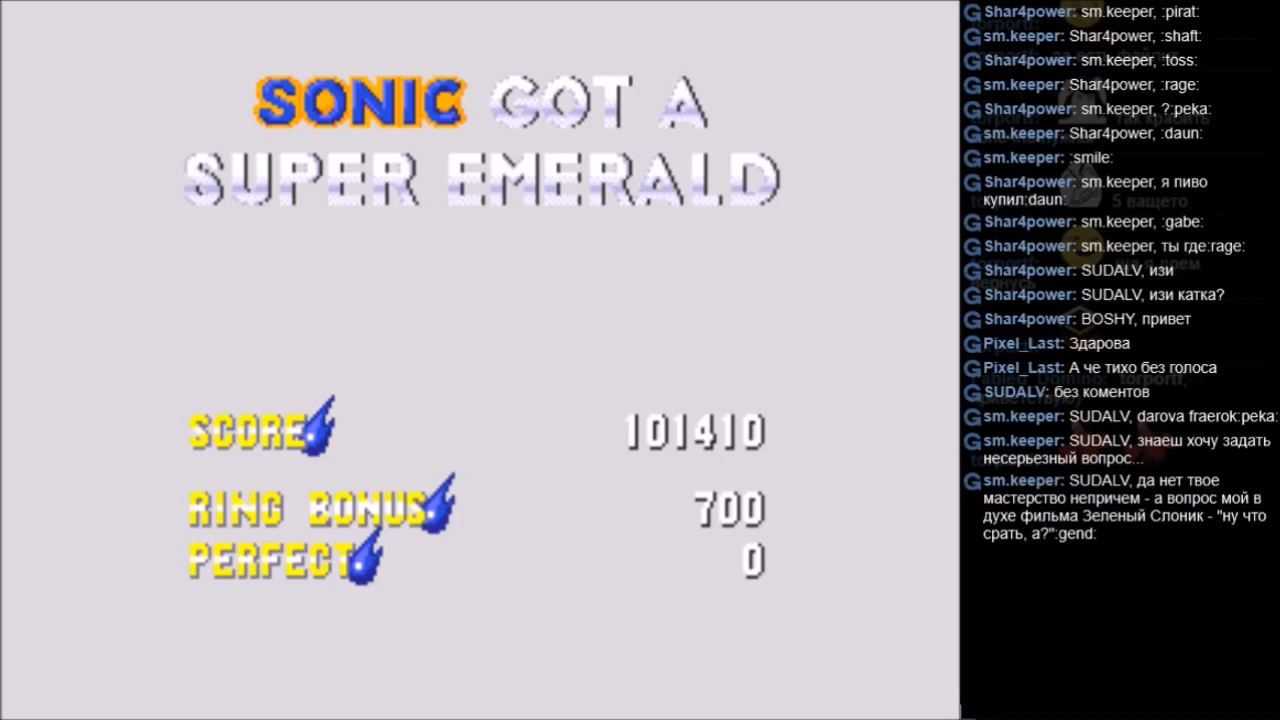 SONIC GOT A
SUPER EMERALD
SCORE 101410
RING BONUS 700
PERFECT 0
Shar4power: sm.keeper, :pirat:
sm.keeper: Shar4power, :shaft:
Shar4power: sm.keeper, :toss:
sm.keeper: Shar4power, :rage:
Shar4power: sm.keeper, ?:peka:
sm.keeper: Shar4power, :daun:
sm.keeper: :smile:
Shar4power: sm.keeper, я пиво
купил:daun:
Shar4power: sm.keeper, :gabe:
Shar4power: sm.keeper, ты где:rage:
Shar4power: SUDALV, изи
Shar4power: SUDALV, изи катка?
Shar4power: BOSHY, привет
Pixel_Last: Здарова
Pixel_Last: А че тихо без голоса
SUDALV: без коментов
sm.keeper: SUDALV, darova fraerok:peka:
sm.keeper: SUDALV, знаеш хочу задать
несерьезный вопрос...
sm.keeper: SUDALV, да нет твое
мастерство непричем - а вопрос мой в
духе фильма Зеленый Слоник - "ну что
срать, а?":gend:
5 ващето